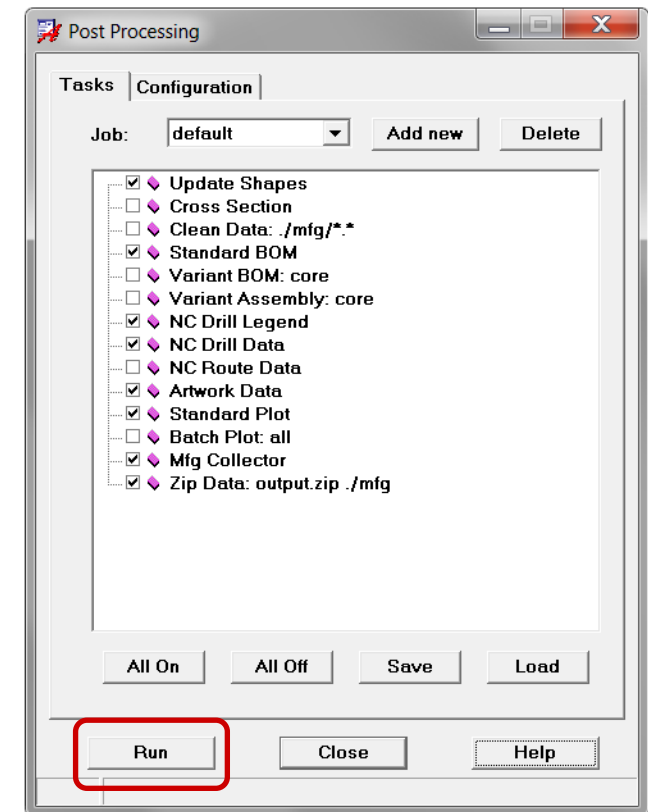 Post Processing
Tasks Configuration
Job: default Add new Delete
Update Shapes
Cross Section
Clean Data: ./mfg/*.*
Standard BOM
Variant BOM: core
Variant Assembly: core
NC Drill Legend
NC Drill Data
NC Route Data
Artwork Data
Standard Plot
Batch Plot: all
Mfg Collector
Zip Data: output.zip ./mfg
All On All Off Save Load
Run Close Help